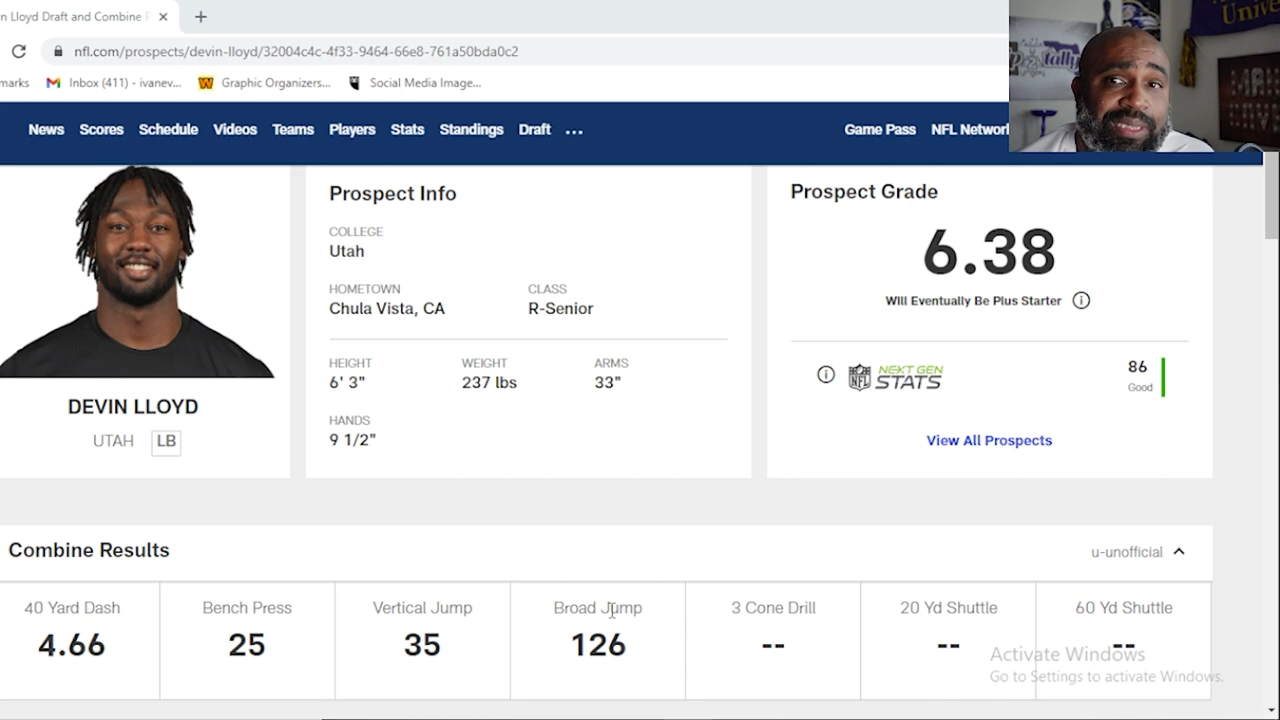 n Lloyd Draft and Combine
nfl.com/prospects/devin-lloyd/32004c4c-4f33-9464-66e8-761a50bda0c2
marks Inbox (411) - ivanev... Graphic Organizers... Social Media Image...
News Scores Schedule Videos Teams Players Stats Standings Draft ... Game Pass NFL Network
Prospect Info
COLLEGE
Utah
HOMETOWN CLASS
Chula Vista, CA R-Senior
HEIGHT WEIGHT ARMS
6' 3" 237 lbs 33"
HANDS
9 1/2"
Prospect Grade
6.38
Will Eventually Be Plus Starter
NFL NEXT GEN STATS
86
Good
View All Prospects
DEVIN LLOYD
UTAH LB
Combine Results u-unofficial
40 Yard Dash Bench Press Vertical Jump Broad Jump 3 Cone Drill 20 Yd Shuttle 60 Yd Shuttle
4.66 25 35 126 -- -- --
Activate Windows
Go to Settings to activate Windows.